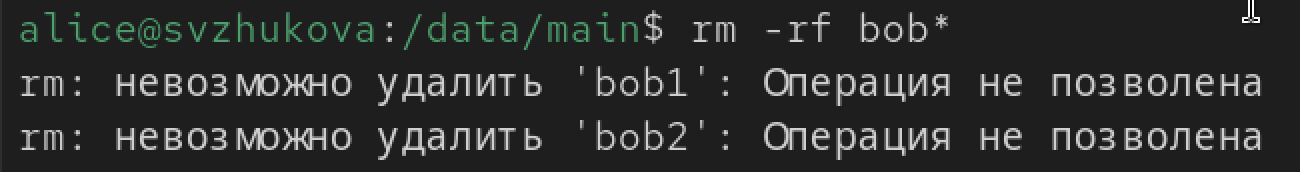 alice@svzhukova:/data/main$ rm -rf bob*
rm: невозможно удалить 'bob1': Операция не позволена
rm: невозможно удалить 'bob2': Операция не позволена